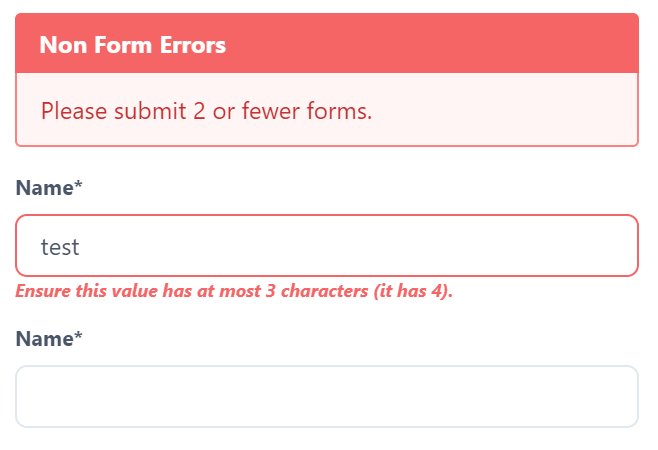 Non Form Errors
Please submit 2 or fewer forms.
Name*
test
Ensure this value has at most 3 characters (it has 4).
Name*